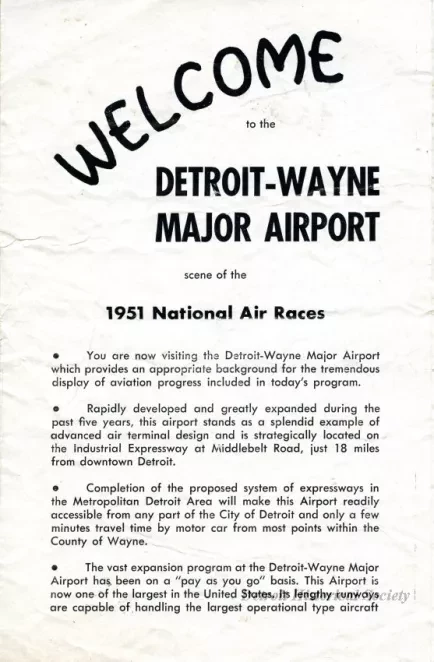 WELCOME
to the
DETROIT-WAYNE
MAJOR AIRPORT
scene of the
1951 National Air Races
• You are now visiting the Detroit-Wayne Major Airport
which provides an appropriate background for the tremendous
display of aviation progress included in today's program.
• Rapidly developed and greatly expanded during the
past five years, this airport stands as a splendid example of
advanced air terminal design and is strategically located on
the Industrial Expressway at Middlebelt Road, just 18 miles
from downtown Detroit.
• Completion of the proposed system of expressways in
the Metropolitan Detroit Area will make this Airport readily
accessible from any part of the City of Detroit and only a few
minutes travel time by motor car from most points within the
County of Wayne.
• The vast expansion program at the Detroit-Wayne Major
Airport has been on a "pay as you go" basis. This Airport is
now one of the largest in the United States, its lengthy runways
Detroit Historical Society
are capable of handling the largest operational type aircraft